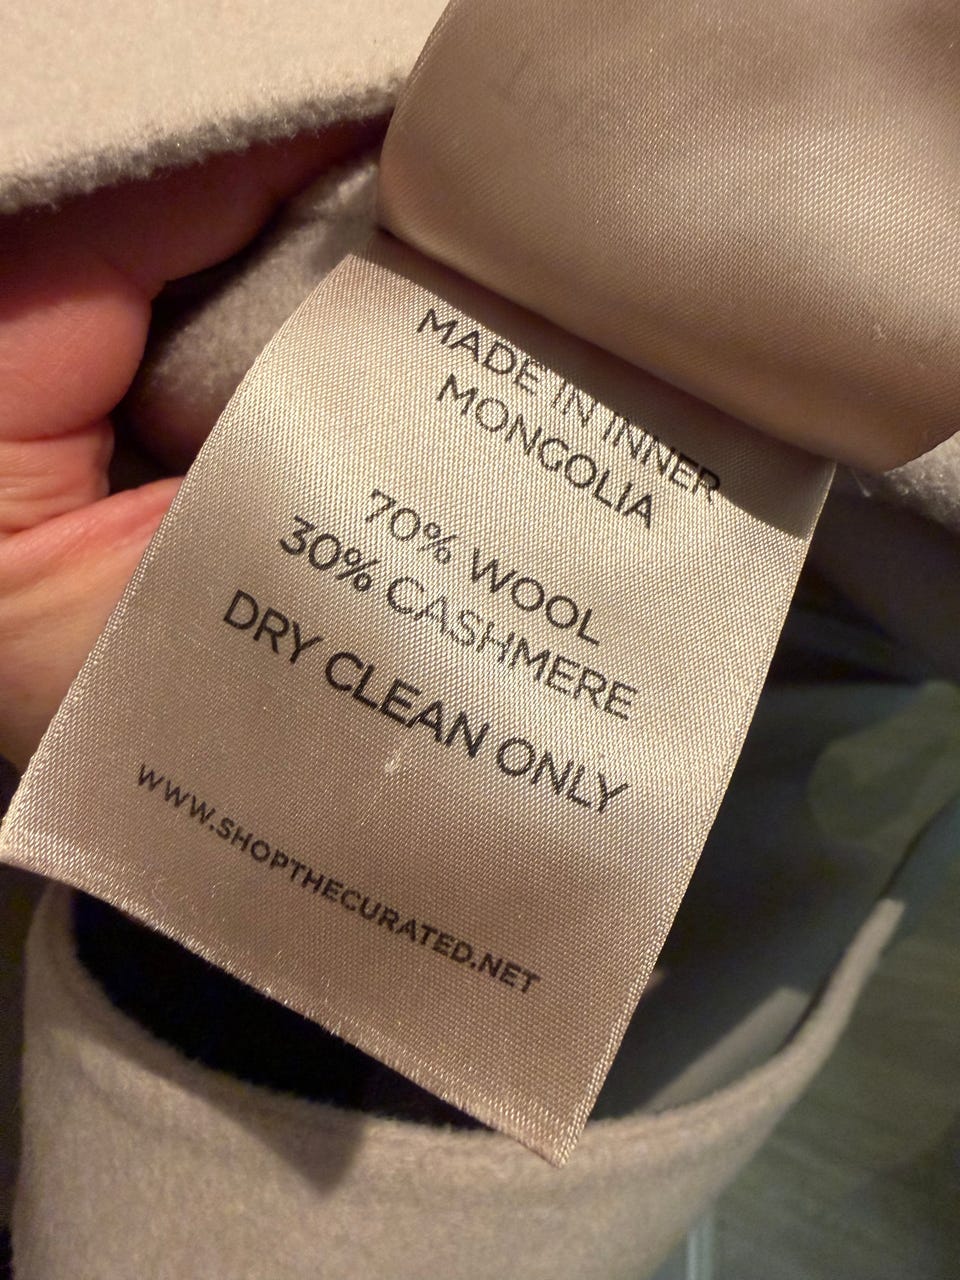 MADE IN INNER
MONGOLIA
70% WOOL
30% CASHMERE
DRY CLEAN ONLY
WWW.SHOPTHECURATED.NET